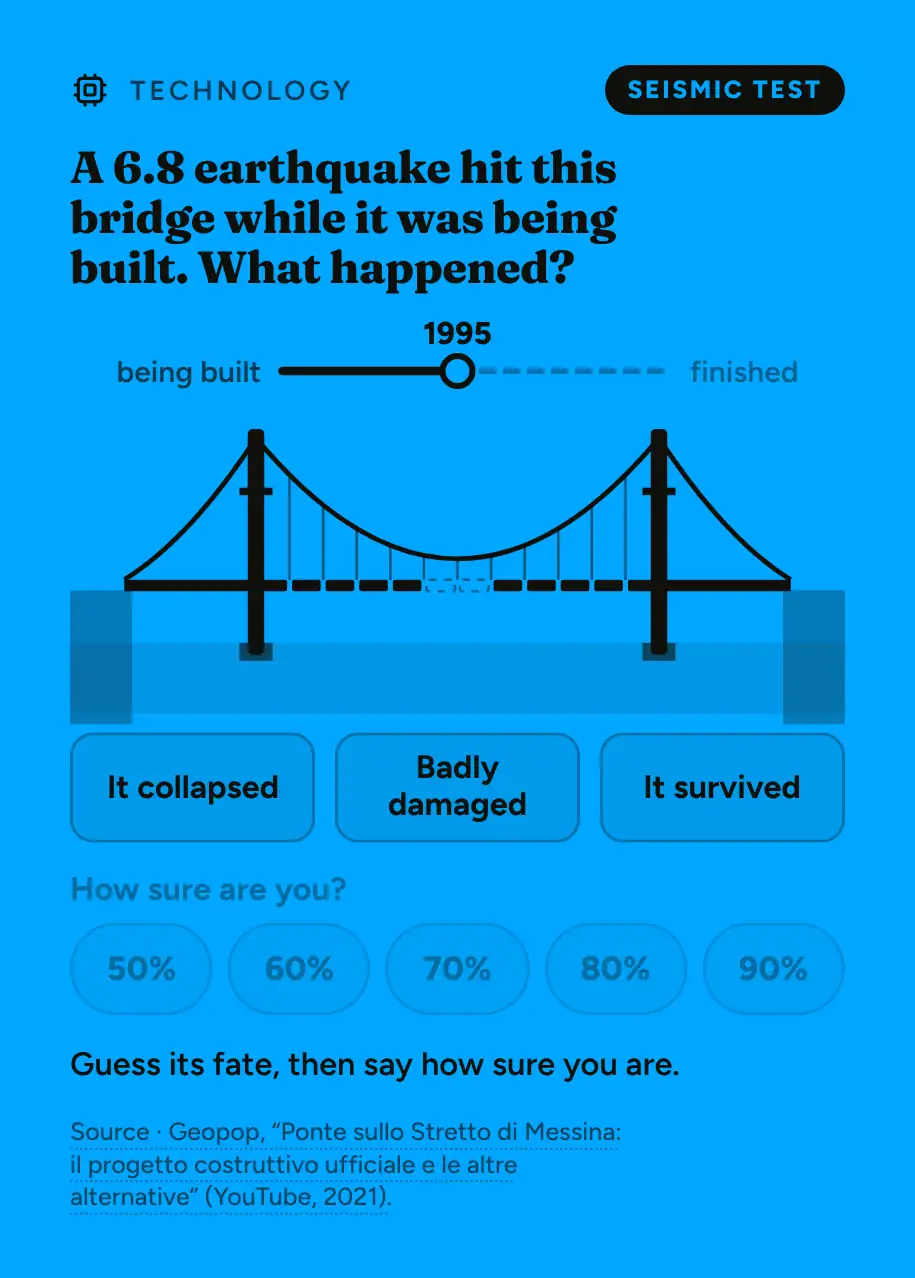 TECHNOLOGY
SEISMIC TEST
A 6.8 earthquake hit this
bridge while it was being
built. What happened?
1995
being built
finished
It collapsed
Badly
damaged
It survived
How sure are you?
50%
60%
70%
80%
90%
Guess its fate, then say how sure you are.
Source · Geopop, “Ponte sullo Stretto di Messina:
il progetto costruttivo ufficiale e le altre
alternative” (YouTube, 2021).